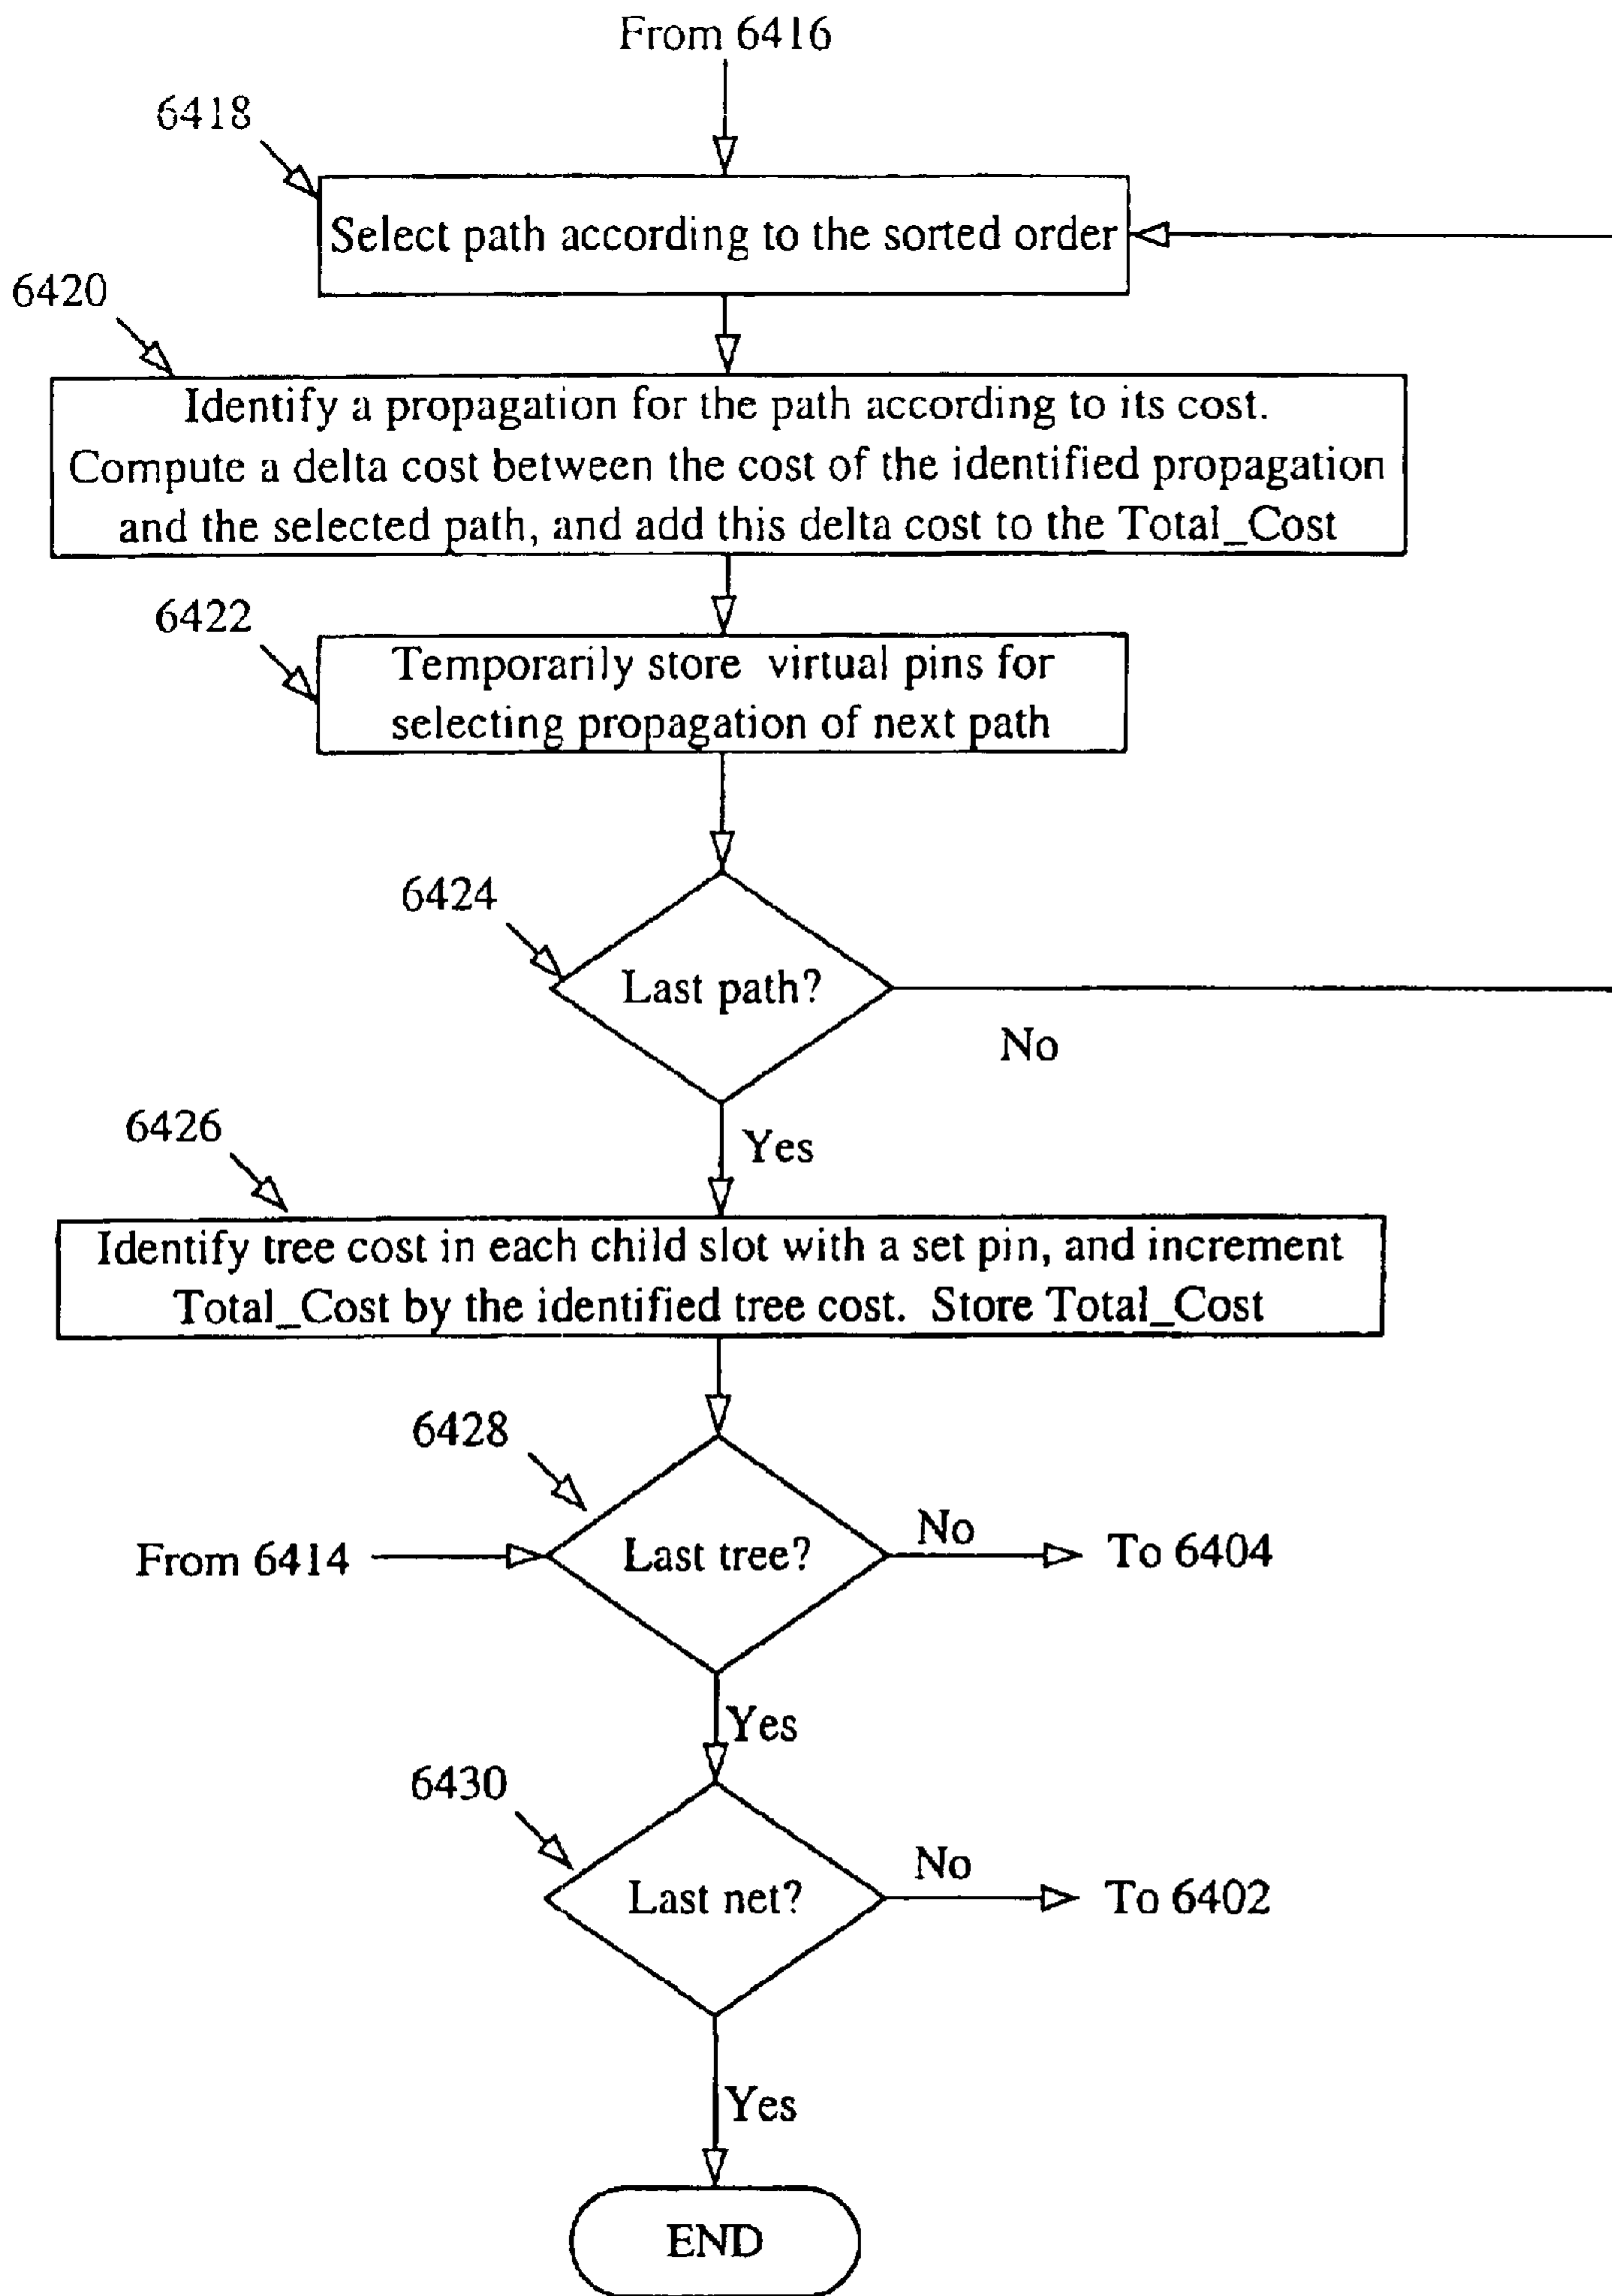 From 6416
6418
Select path according to the sorted order
6420
Identify a propagation for the path according to its cost.
Compute a delta cost between the cost of the identified propagation
and the selected path, and add this delta cost to the Total_Cost
6422
Temporarily store virtual pins for
selecting propagation of next path
6424
Last path?
No
Yes
6426
Identify tree cost in each child slot with a set pin, and increment
Total_Cost by the identified tree cost. Store Total_Cost
6428
From 6414
Last tree?
No
To 6404
Yes
6430
Last net?
No
To 6402
Yes
END